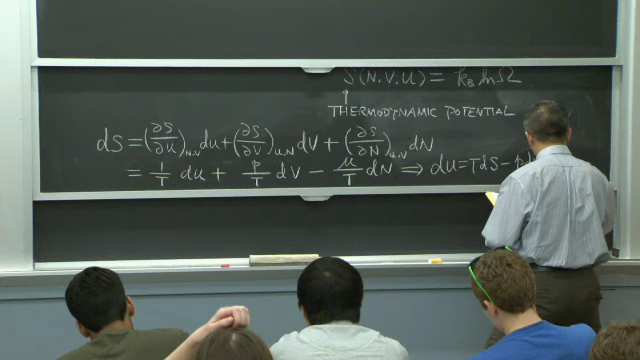 S(N,V,U) = k_B ln Ω
THERMODYNAMIC POTENTIAL
dS = (∂S/∂U)_{N,V} dU + (∂S/∂V)_{U,N} dV + (∂S/∂N)_{U,V} dN
= 1/T dU + p/T dV − μ/T dN ⇒ dU = TdS − p